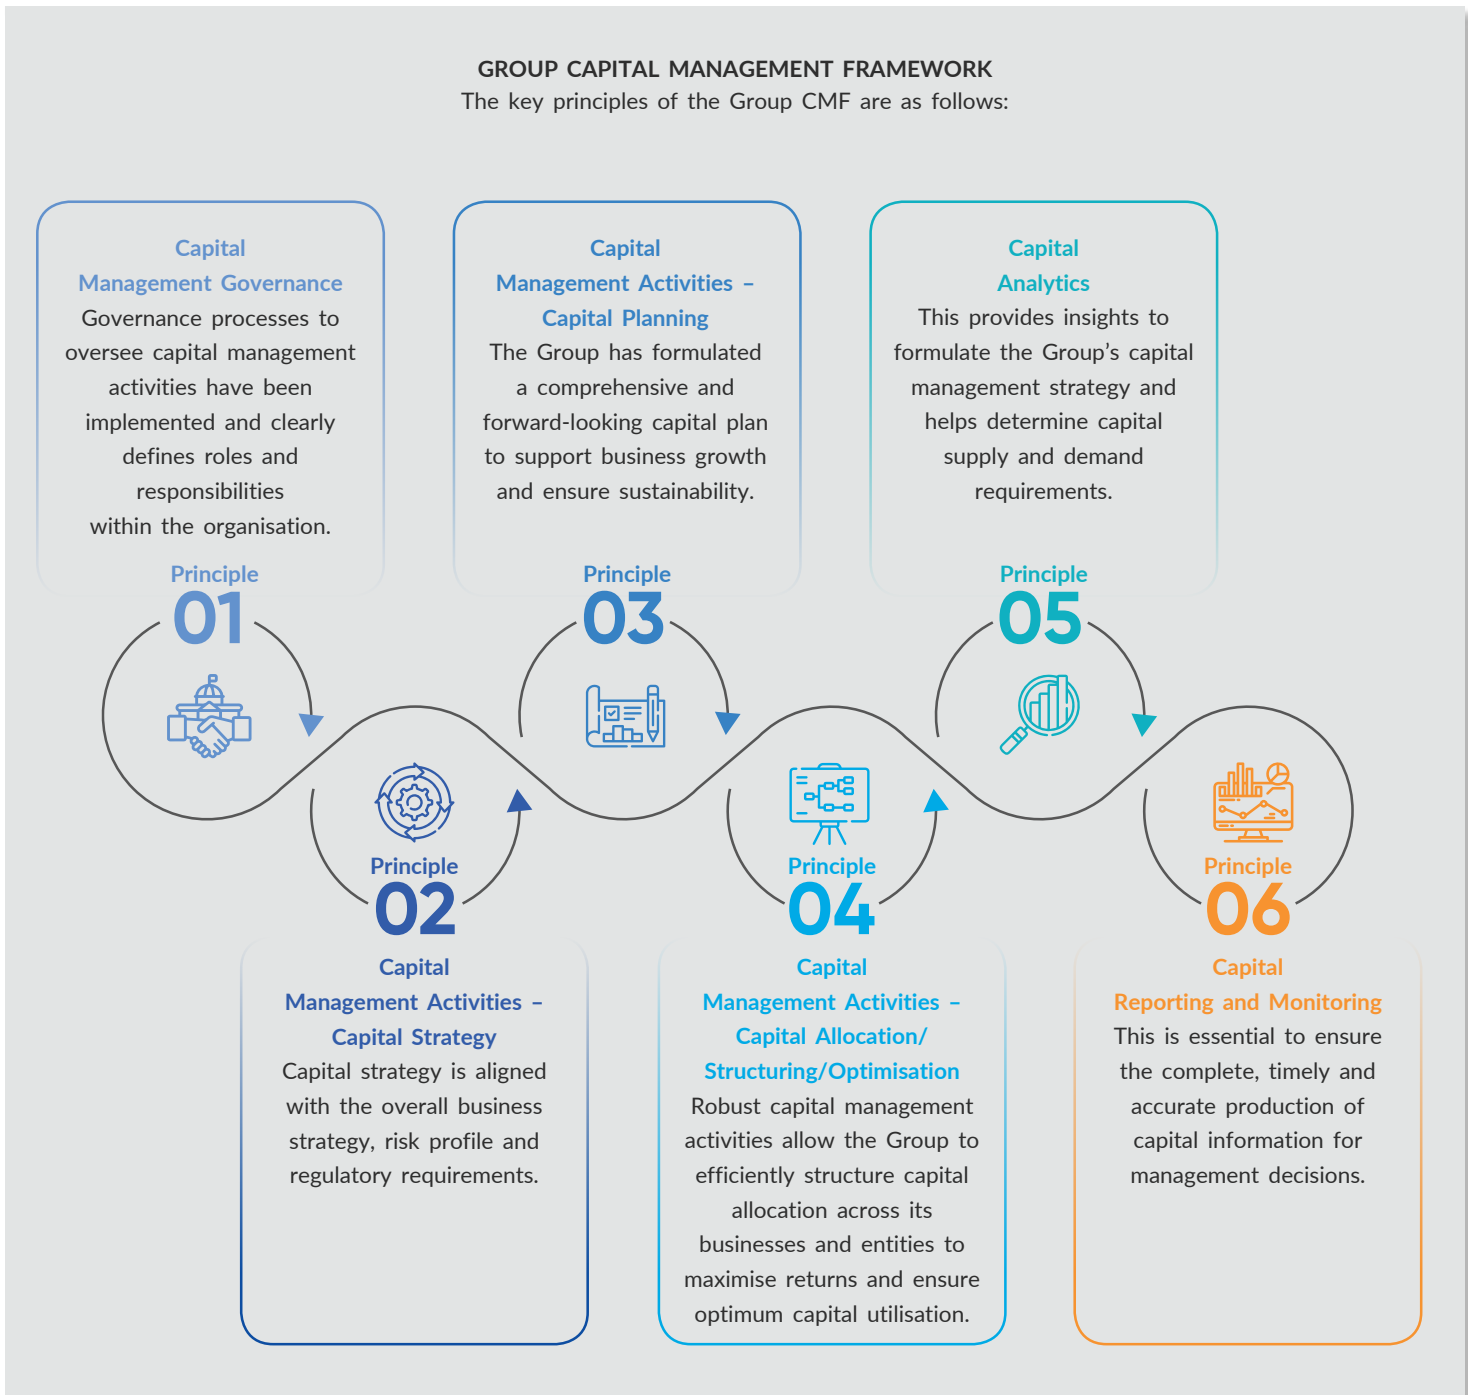 GROUP CAPITAL MANAGEMENT FRAMEWORK
The key principles of the Group CMF are as follows:
Capital
Management Governance
Governance processes to
oversee capital management
activities have been
implemented and clearly
defines roles and
responsibilities
within the organisation.
Principle
01
Principle
02
Capital
Management Activities –
Capital Strategy
Capital strategy is aligned
with the overall business
strategy, risk profile and
regulatory requirements.
Capital
Management Activities –
Capital Planning
The Group has formulated
a comprehensive and
forward-looking capital plan
to support business growth
and ensure sustainability.
Principle
03
Principle
04
Capital
Management Activities –
Capital Allocation/
Structuring/Optimisation
Robust capital management
activities allow the Group to
efficiently structure capital
allocation across its
businesses and entities to
maximise returns and ensure
optimum capital utilisation.
Capital
Analytics
This provides insights to
formulate the Group’s capital
management strategy and
helps determine capital
supply and demand
requirements.
Principle
05
Principle
06
Capital
Reporting and Monitoring
This is essential to ensure
the complete, timely and
accurate production of
capital information for
management decisions.